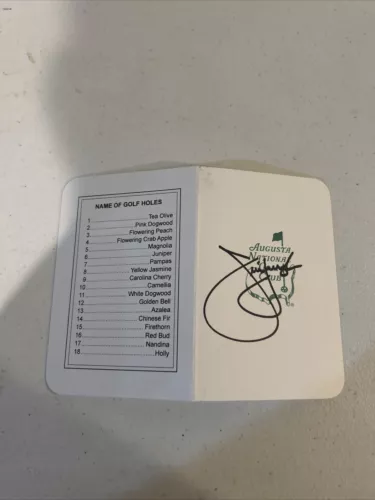 NAME OF GOLF HOLES
1. Tea Olive
2. Pink Dogwood
3. Flowering Peach
4. Flowering Crab Apple
5. Magnolia
6. Juniper
7. Pampas
8. Yellow Jasmine
9. Carolina Cherry
10. Camellia
11. White Dogwood
12. Golden Bell
13. Azalea
14. Chinese Fir
15. Firethorn
16. Red Bud
17. Nandina
18. Holly
AUGUSTA
NATIONAL
CLUB